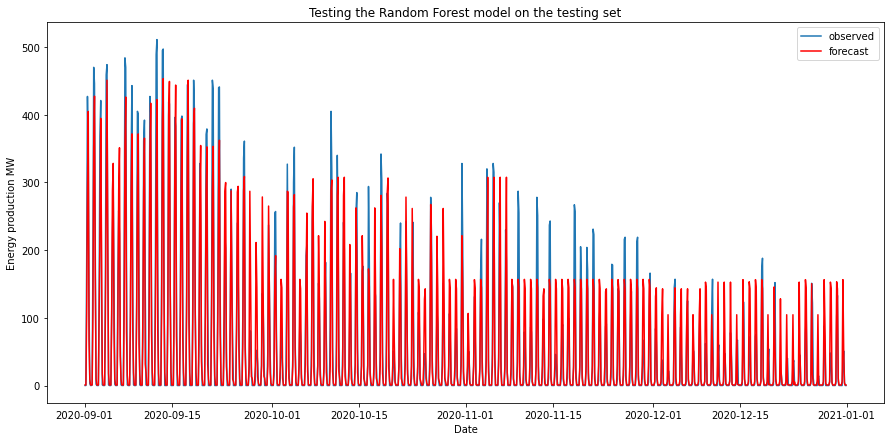 Testing the Random Forest model on the testing set
observed
forecast
Energy production MW
500
400
300
200
100
0
2020-09-01 2020-09-15 2020-10-01 2020-10-15 2020-11-01 2020-11-15 2020-12-01 2020-12-15 2021-01-01
Date